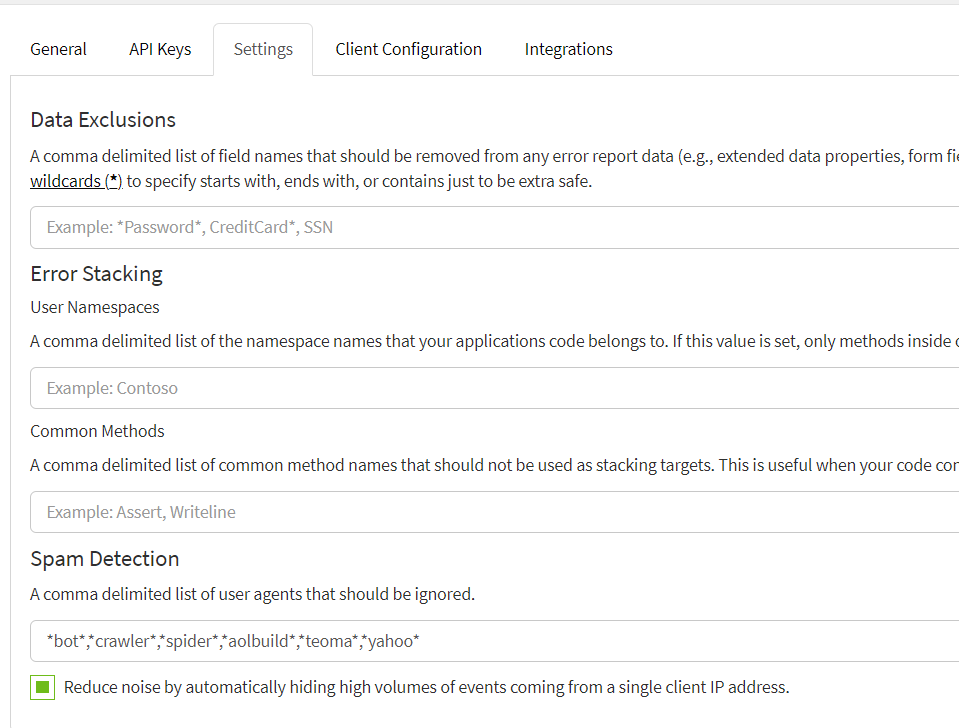 General API Keys Settings Client Configuration Integrations
Data Exclusions
A comma delimited list of field names that should be removed from any error report data (e.g., extended data properties, form
wildcards (*) to specify starts with, ends with, or contains just to be extra safe.
Example: *Password*, CreditCard*, SSN
Error Stacking
User Namespaces
A comma delimited list of the namespace names that your applications code belongs to. If this value is set, only methods inside
Example: Contoso
Common Methods
A comma delimited list of common method names that should not be used as stacking targets. This is useful when your code
Example: Assert, Writeline
Spam Detection
A comma delimited list of user agents that should be ignored.
*bot*,*crawler*,*spider*,*aolbuild*,*teoma*,*yahoo*
Reduce noise by automatically hiding high volumes of events coming from a single client IP address.